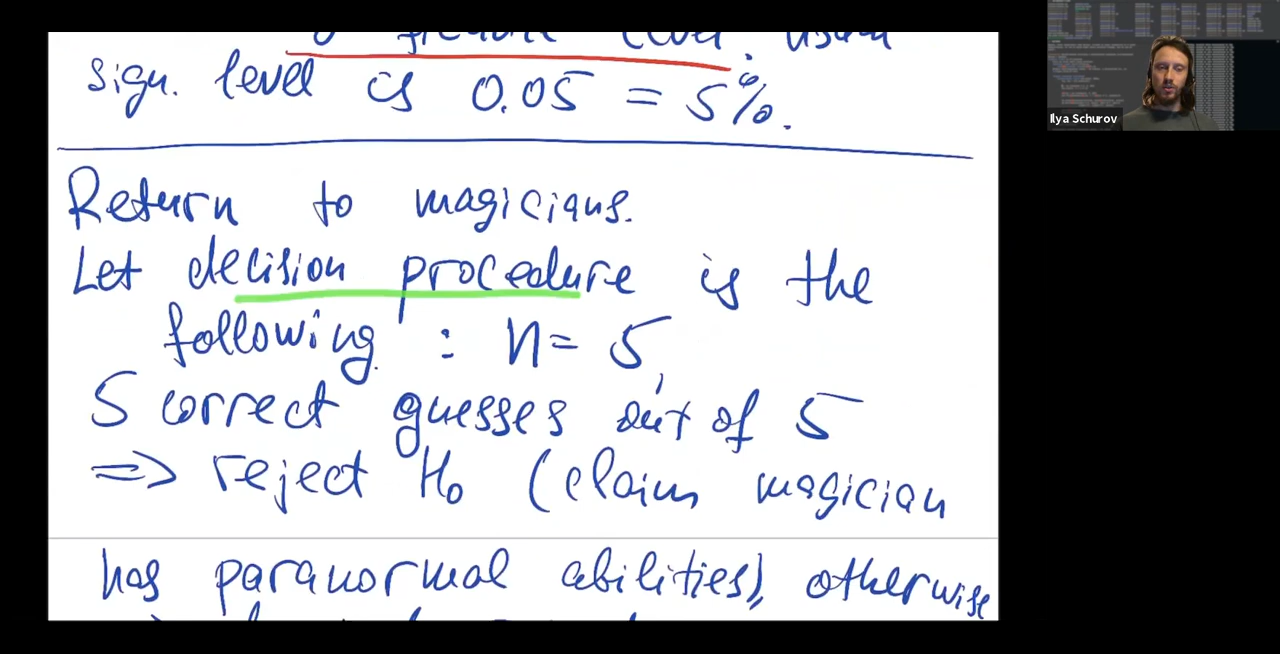 sign. level is 0.05 = 5%.
Return to magicians.
Let decision procedure is the
following: n = 5,
5 correct guesses out of 5
=> reject H₀ (claim magician
has paranormal abilities), otherwise
Ilya Schurov